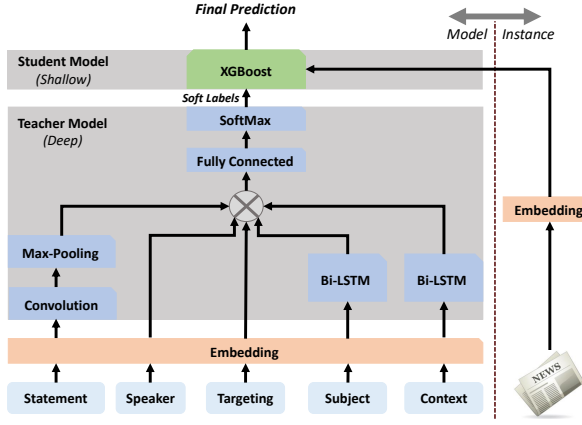 Final Prediction
Model Instance
Student Model
(Shallow)
XGBoost
Soft Labels
Teacher Model
(Deep)
SoftMax
Fully Connected
Embedding
Max-Pooling
Bi-LSTM
Bi-LSTM
Convolution
Embedding
NEWS
Statement
Speaker
Targeting
Subject
Context